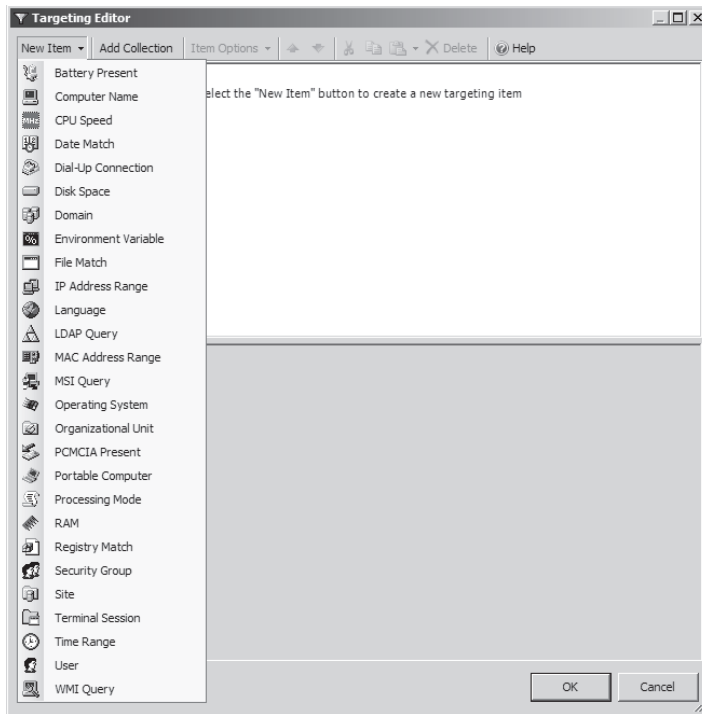 Targeting Editor
New Item Add Collection Item Options Delete Help
elect the "New Item" button to create a new targeting item
Battery Present
Computer Name
CPU Speed
Date Match
Dial-Up Connection
Disk Space
Domain
Environment Variable
File Match
IP Address Range
Language
LDAP Query
MAC Address Range
MSI Query
Operating System
Organizational Unit
PCMCIA Present
Portable Computer
Processing Mode
RAM
Registry Match
Security Group
Site
Terminal Session
Time Range
User
WMI Query
OK Cancel